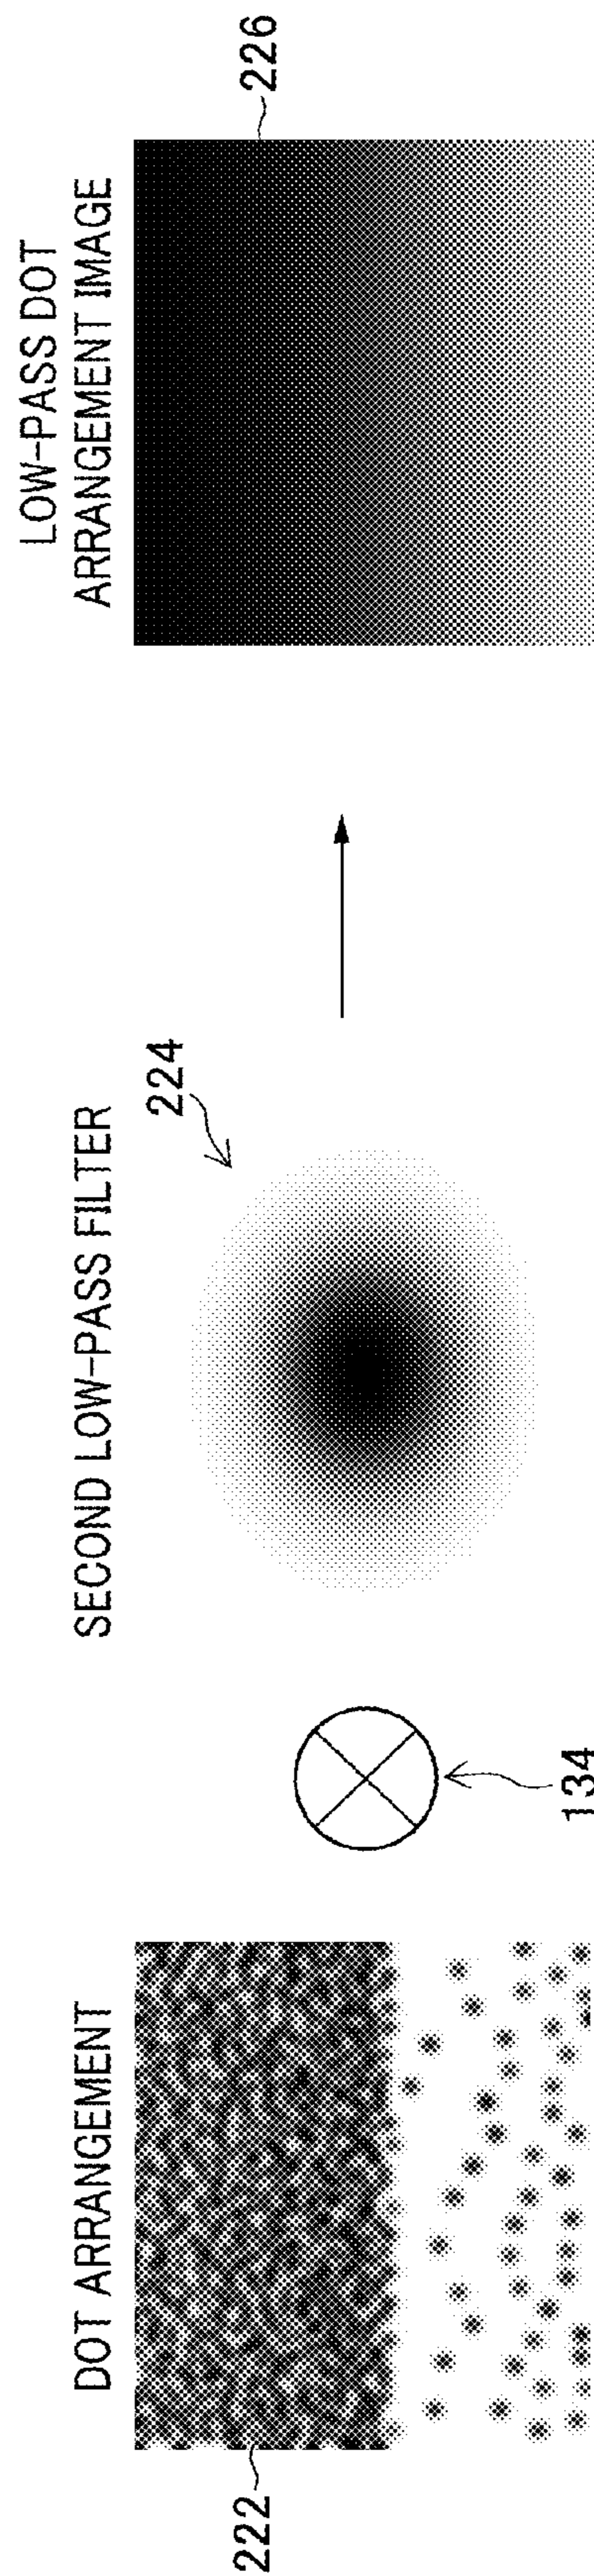 DOT ARRANGEMENT
222
134
SECOND LOW-PASS FILTER
224
LOW-PASS DOT
ARRANGEMENT IMAGE
226